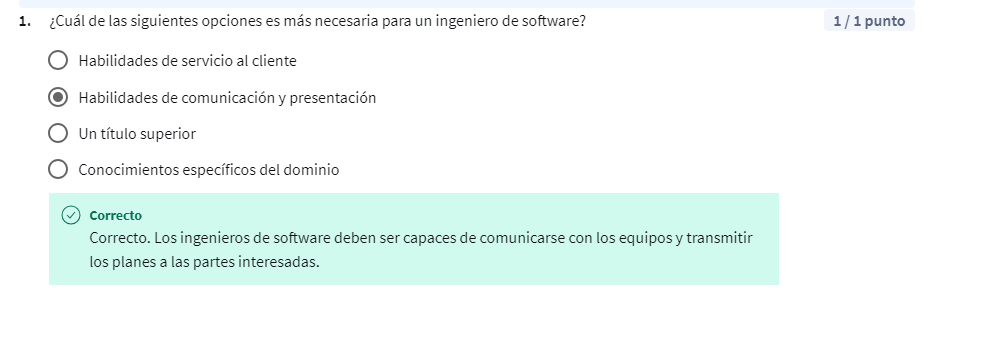 1. ¿Cuál de las siguientes opciones es más necesaria para un ingeniero de software? 1 / 1 punto
Habilidades de servicio al cliente
Habilidades de comunicación y presentación
Un título superior
Conocimientos específicos del dominio
Correcto
Correcto. Los ingenieros de software deben ser capaces de comunicarse con los equipos y transmitir
los planes a las partes interesadas.